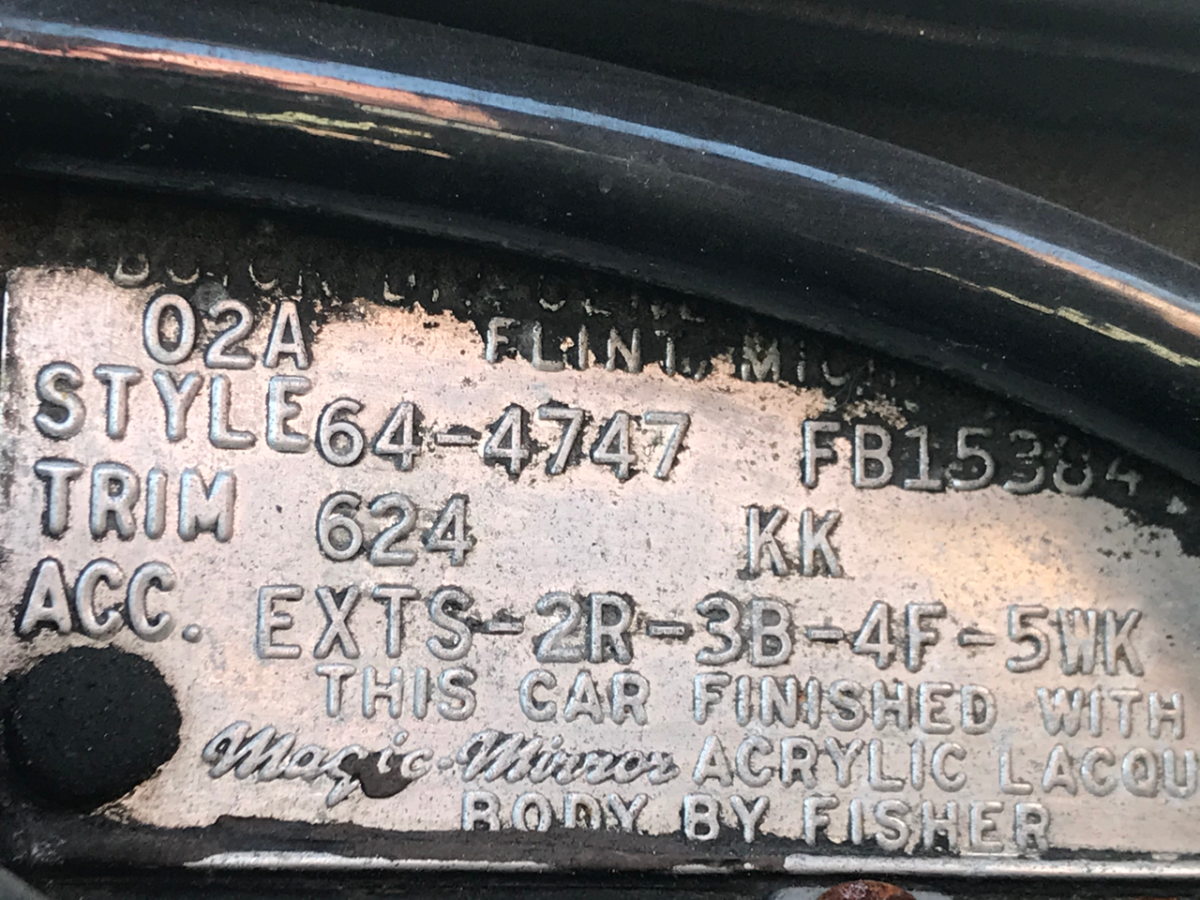 02A FLINT, MICH
STYLE 64-4747 FB15384
TRIM 624 KK
ACC. EXTS-2R-3B-4F-5WK
THIS CAR FINISHED WITH
Magic-Mirror ACRYLIC LACQU
BODY BY FISHER